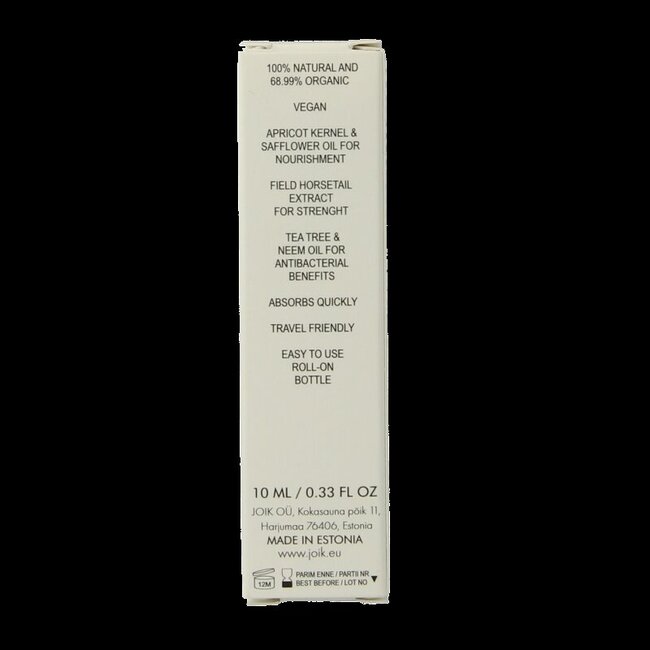 100% NATURAL AND
68.99% ORGANIC
VEGAN
APRICOT KERNEL &
SAFFLOWER OIL FOR
NOURISHMENT
FIELD HORSETAIL
EXTRACT
FOR STRENGHT
TEA TREE &
NEEM OIL FOR
ANTIBACTERIAL
BENEFITS
ABSORBS QUICKLY
TRAVEL FRIENDLY
EASY TO USE
ROLL-ON
BOTTLE
10 ML / 0.33 FL OZ
JOIK OÜ, Kokasauna põik 11,
Harjumaa 76406, Estonia
MADE IN ESTONIA
www.joik.eu
12M
PARIM ENNE / PARTII NR
BEST BEFORE / LOT NO